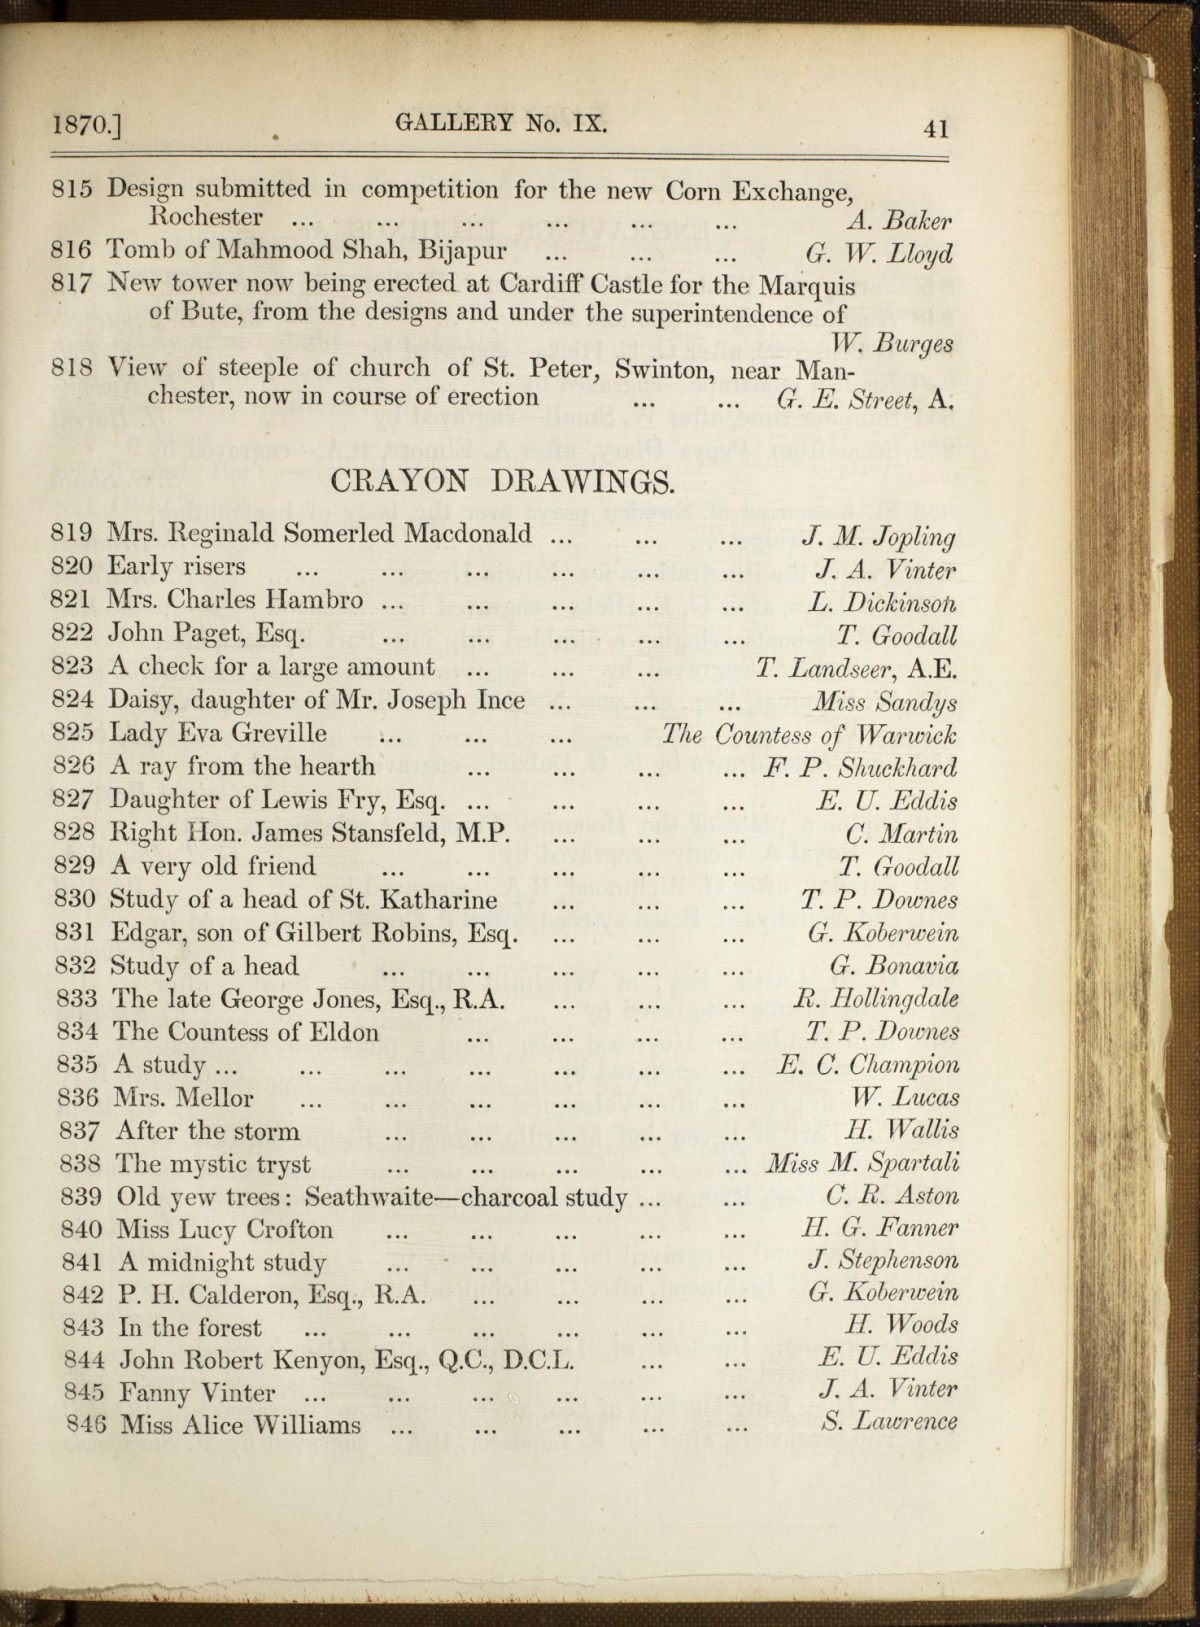 1870.] GALLERY No. IX. 41
815 Design submitted in competition for the new Corn Exchange,
Rochester ... ... ... ... ... ... A. Baker
816 Tomb of Mahmood Shah, Bijapur ... ... ... G. W. Lloyd
817 New tower now being erected at Cardiff Castle for the Marquis
of Bute, from the designs and under the superintendence of
W. Burges
818 View of steeple of church of St. Peter, Swinton, near Man-
chester, now in course of erection ... ... G. E. Street, A.
CRAYON DRAWINGS.
819 Mrs. Reginald Somerled Macdonald ... ... ... J. M. Jopling
820 Early risers ... ... ... ... ... ... J. A. Vinter
821 Mrs. Charles Hambro ... ... ... ... ... L. Dickinson
822 John Paget, Esq. ... ... ... ... ... T. Goodall
823 A check for a large amount ... ... ... T. Landseer, A.E.
824 Daisy, daughter of Mr. Joseph Ince ... ... ... Miss Sandys
825 Lady Eva Greville ... ... ... The Countess of Warwick
826 A ray from the hearth ... ... ... ... F. P. Shuckhard
827 Daughter of Lewis Fry, Esq. ... ... ... ... E. U. Eddis
828 Right Hon. James Stansfeld, M.P. ... ... ... C. Martin
829 A very old friend ... ... ... ... ... T. Goodall
830 Study of a head of St. Katharine ... ... ... T. P. Downes
831 Edgar, son of Gilbert Robins, Esq. ... ... ... G. Koberwein
832 Study of a head ... ... ... ... ... G. Bonavia
833 The late George Jones, Esq., R.A. ... ... ... R. Hollingdale
834 The Countess of Eldon ... ... ... ... T. P. Downes
835 A study ... ... ... ... ... ... ... E. C. Champion
836 Mrs. Mellor ... ... ... ... ... ... W. Lucas
837 After the storm ... ... ... ... ... H. Wallis
838 The mystic tryst ... ... ... ... ... Miss M. Spartali
839 Old yew trees: Seathwaite—charcoal study ... ... C. R. Aston
840 Miss Lucy Crofton ... ... ... ... ... H. G. Fanner
841 A midnight study ... ... ... ... ... J. Stephenson
842 P. H. Calderon, Esq., R.A. ... ... ... ... G. Koberwein
843 In the forest ... ... ... ... ... ... H. Woods
844 John Robert Kenyon, Esq., Q.C., D.C.L. ... ... E. U. Eddis
845 Fanny Vinter ... ... ... ... ... ... J. A. Vinter
846 Miss Alice Williams ... ... ... ... ... S. Lawrence